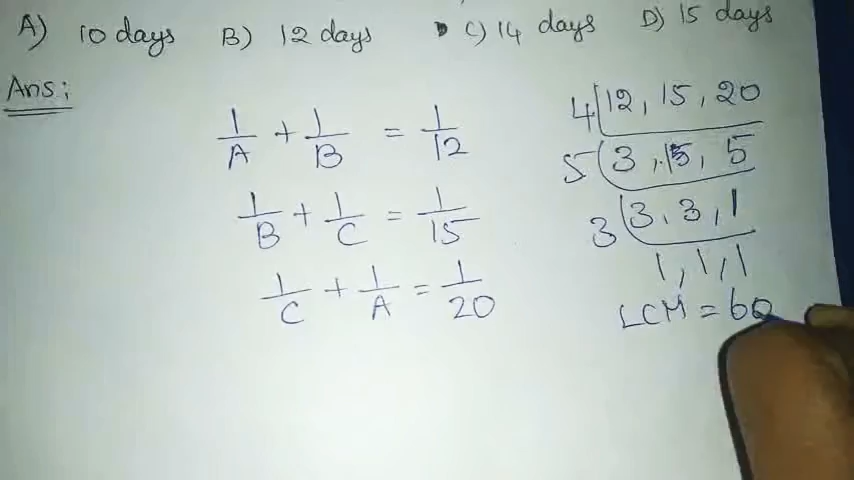 A) 10 days B) 12 days C) 14 days D) 15 days
Ans:
1/A + 1/B = 1/12
1/B + 1/C = 1/15
1/C + 1/A = 1/20
4 | 12, 15, 20
5 | 3, 15, 5
3 | 3, 3, 1
1, 1, 1
LCM = 60